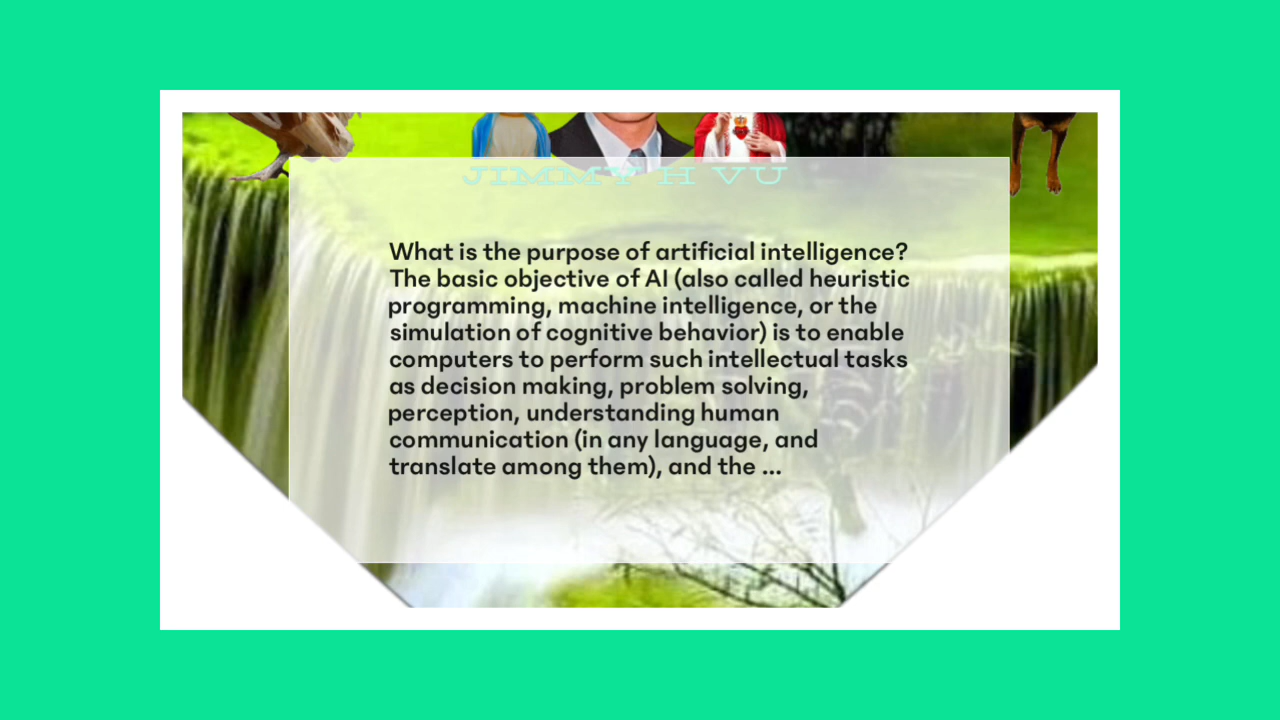 JIMMY H VU
What is the purpose of artificial intelligence?
The basic objective of AI (also called heuristic
programming, machine intelligence, or the
simulation of cognitive behavior) is to enable
computers to perform such intellectual tasks
as decision making, problem solving,
perception, understanding human
communication (in any language, and
translate among them), and the ...